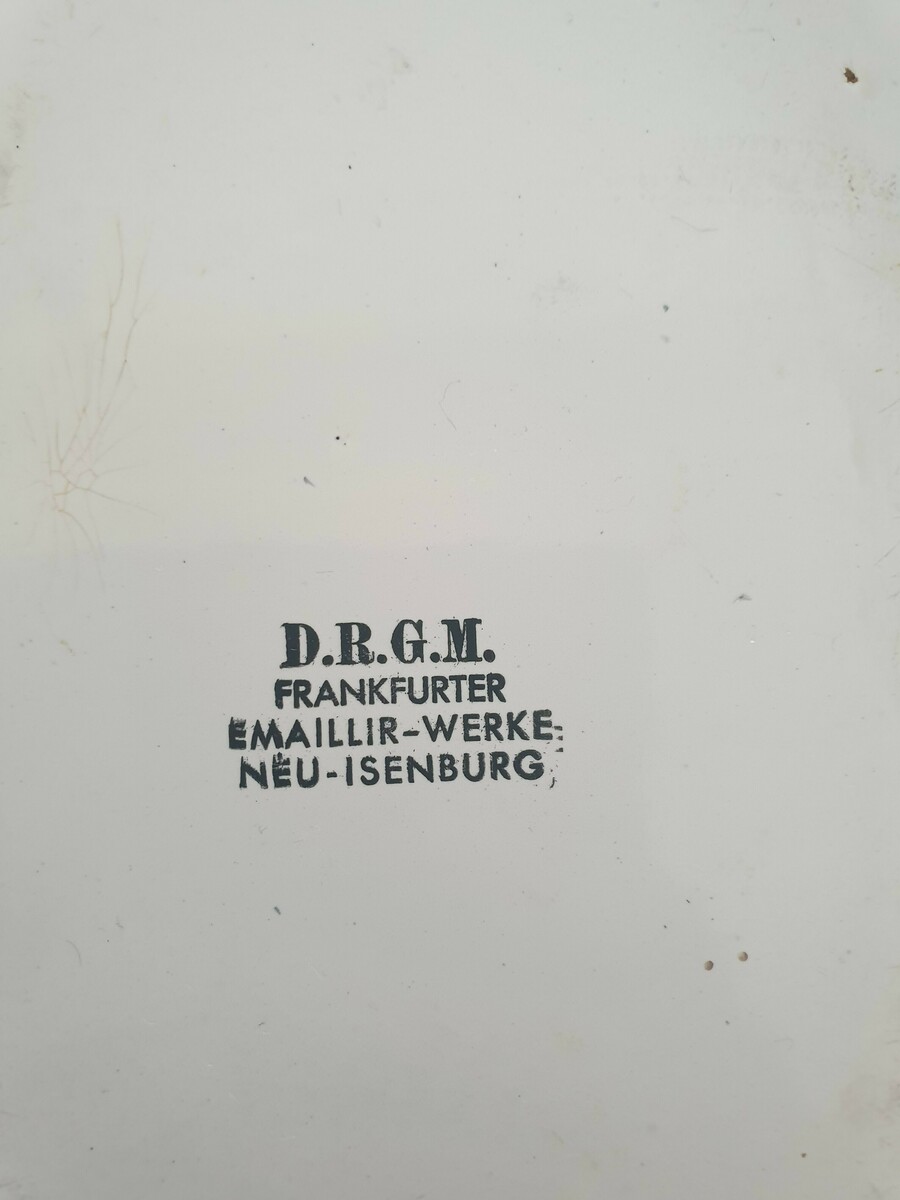 D.R.G.M.
FRANKFURTER
EMAILLIR-WERKE
NEU-ISENBURG